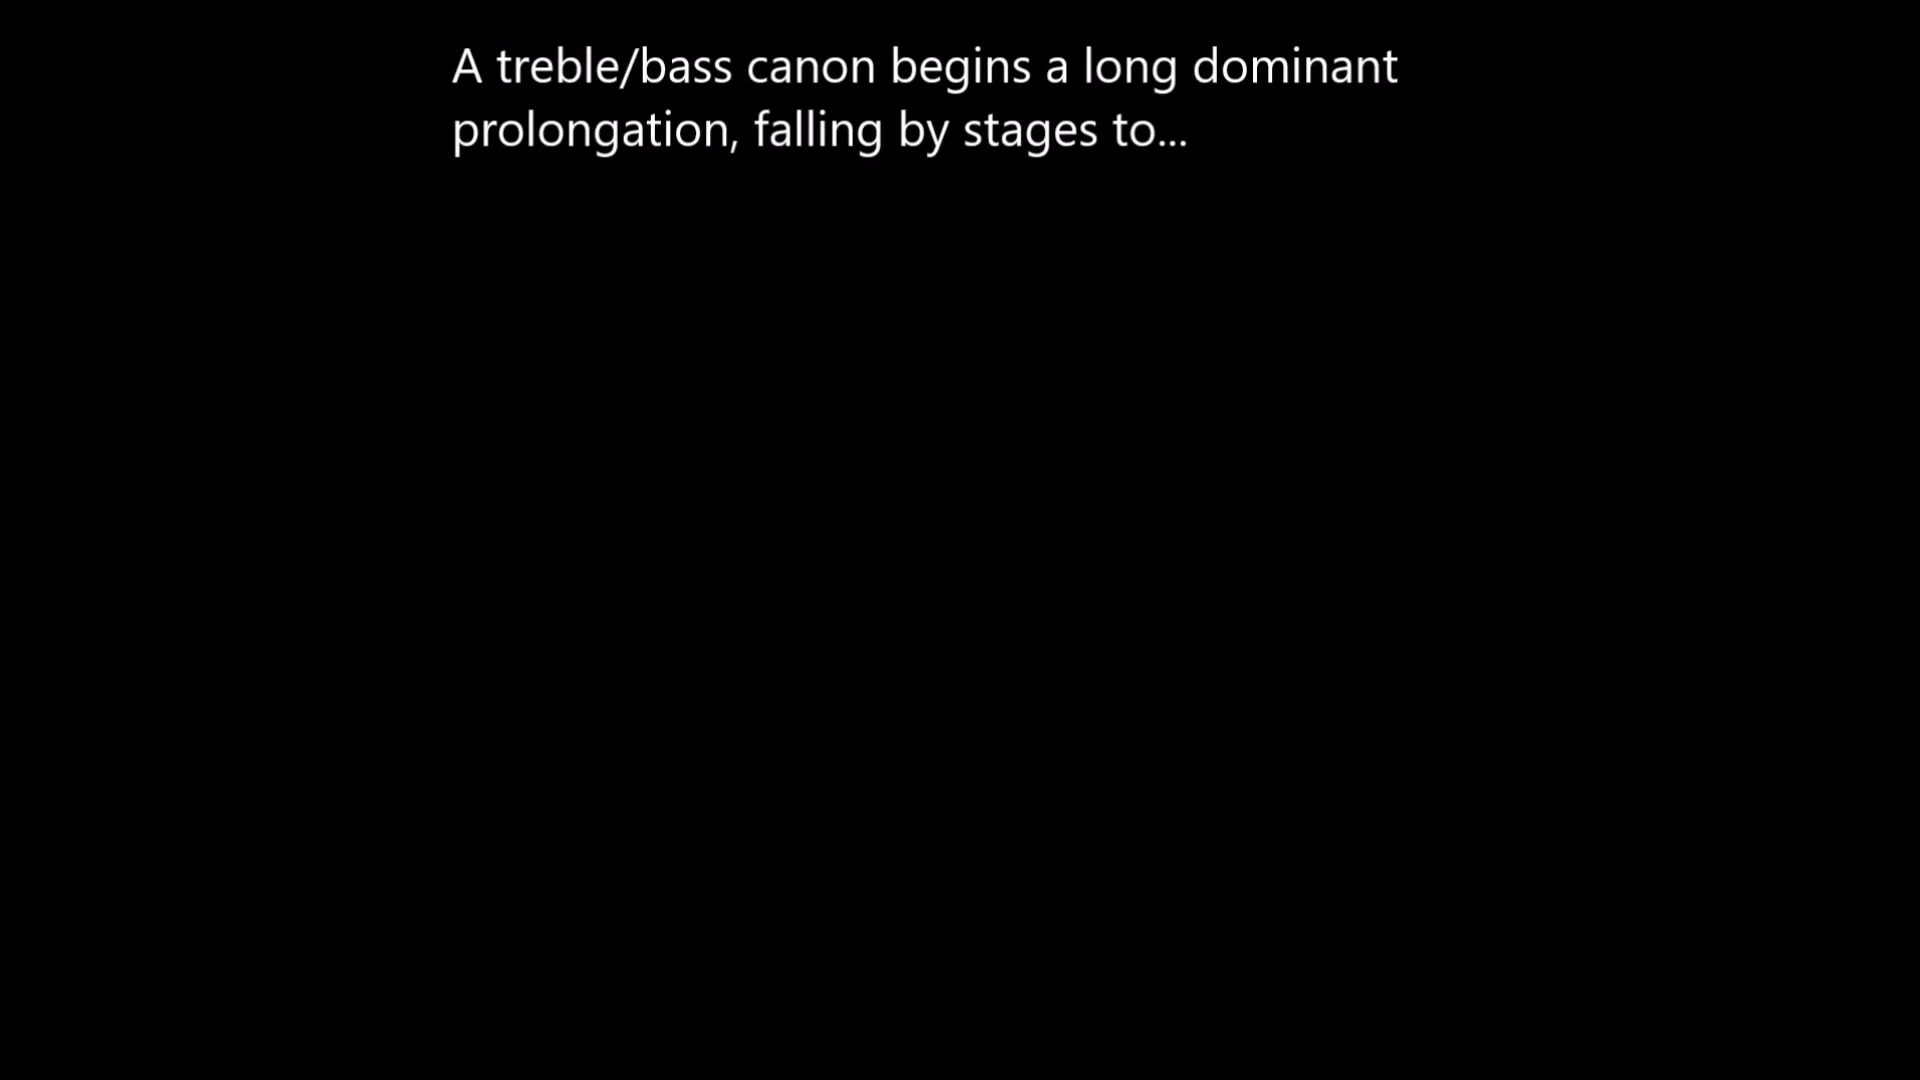 A treble/bass canon begins a long dominant
prolongation, falling by stages to...